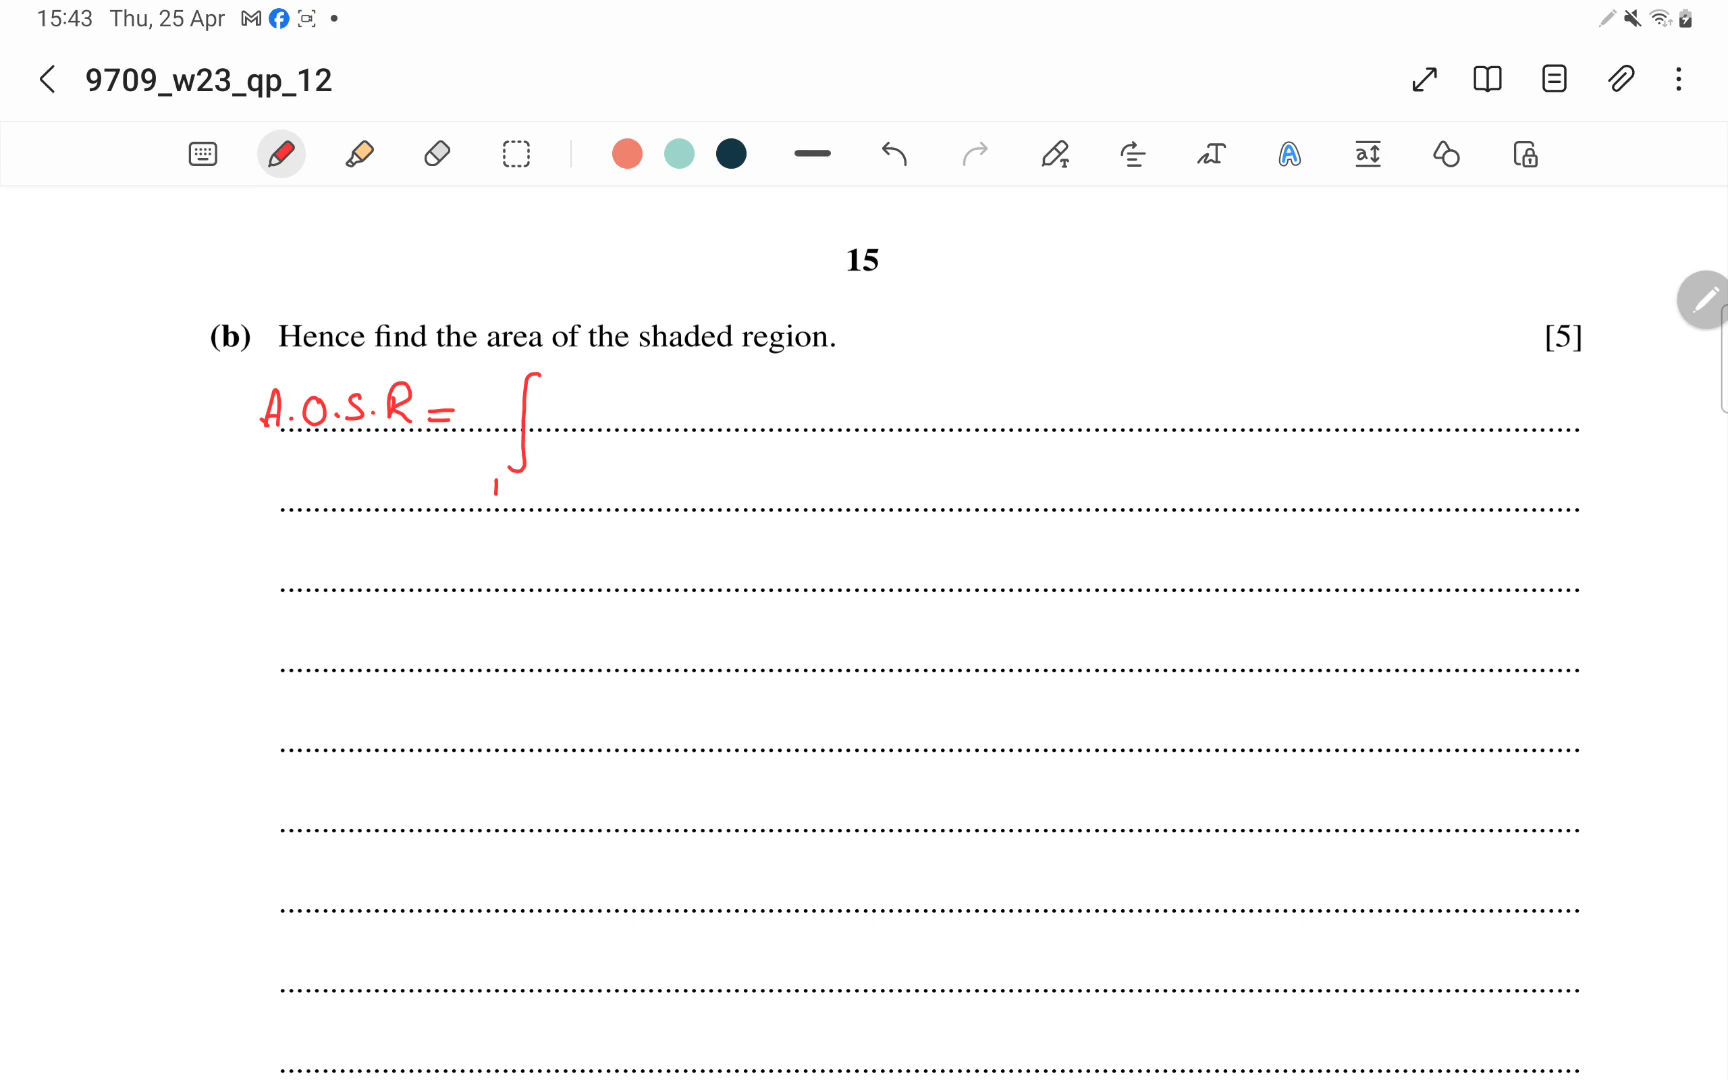 15:43 Thu, 25 Apr
9709_w23_qp_12
15
(b) Hence find the area of the shaded region. [5]
A.O.S.R = ∫
1